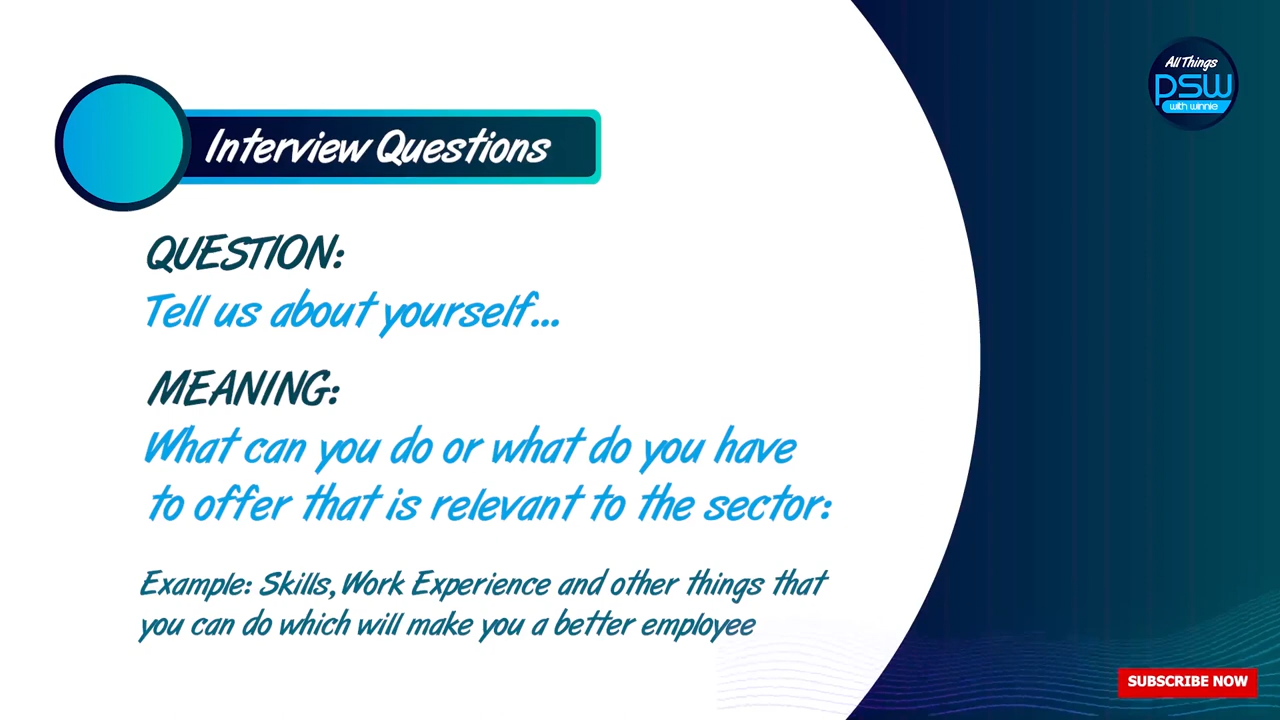 All Things
PSW
with winnie
Interview Questions
QUESTION:
Tell us about yourself...
MEANING:
What can you do or what do you have
to offer that is relevant to the sector:
Example: Skills, Work Experience and other things that
you can do which will make you a better employee
SUBSCRIBE NOW